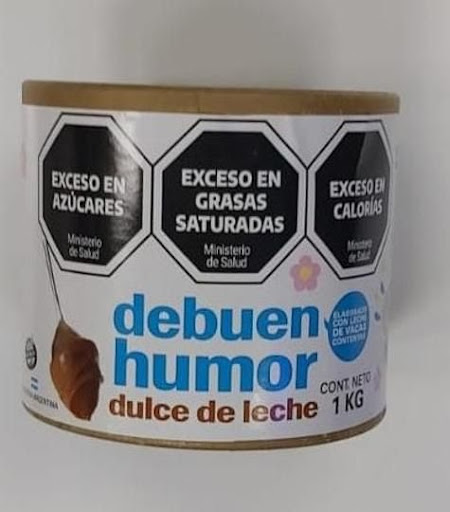 EXCESO EN
AZÚCARES
Ministerio
de Salud
EXCESO EN
GRASAS
SATURADAS
Ministerio
de Salud
EXCESO EN
CALORÍAS
Ministerio
de Salud
debuen
humor
dulce de leche
ELABORADO
CON LECHE
DE VACAS
CONTENTAS
CONT. NETO
1 KG
ARGENTINA